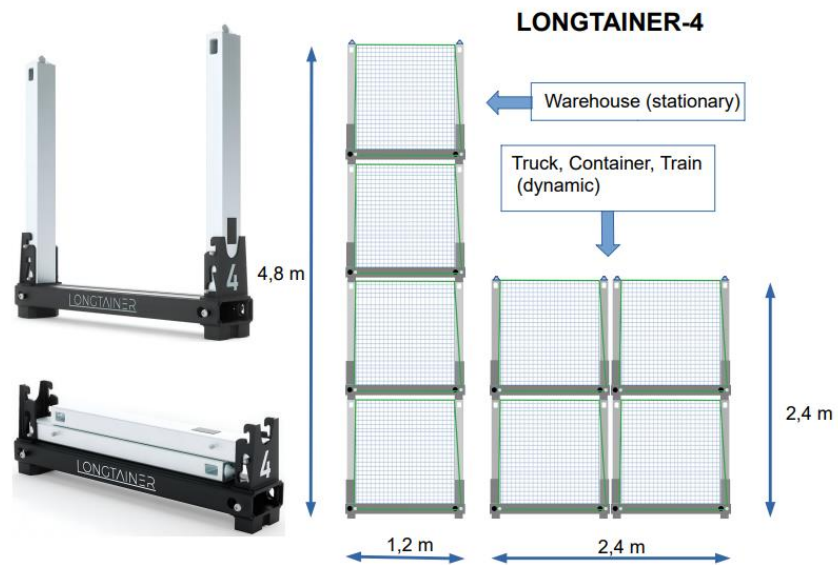 LONGTAINER-4
Warehouse (stationary)
Truck, Container, Train
(dynamic)
4,8 m
4
LONGTAINER
2,4 m
4
LONGTAINER
1,2 m
2,4 m